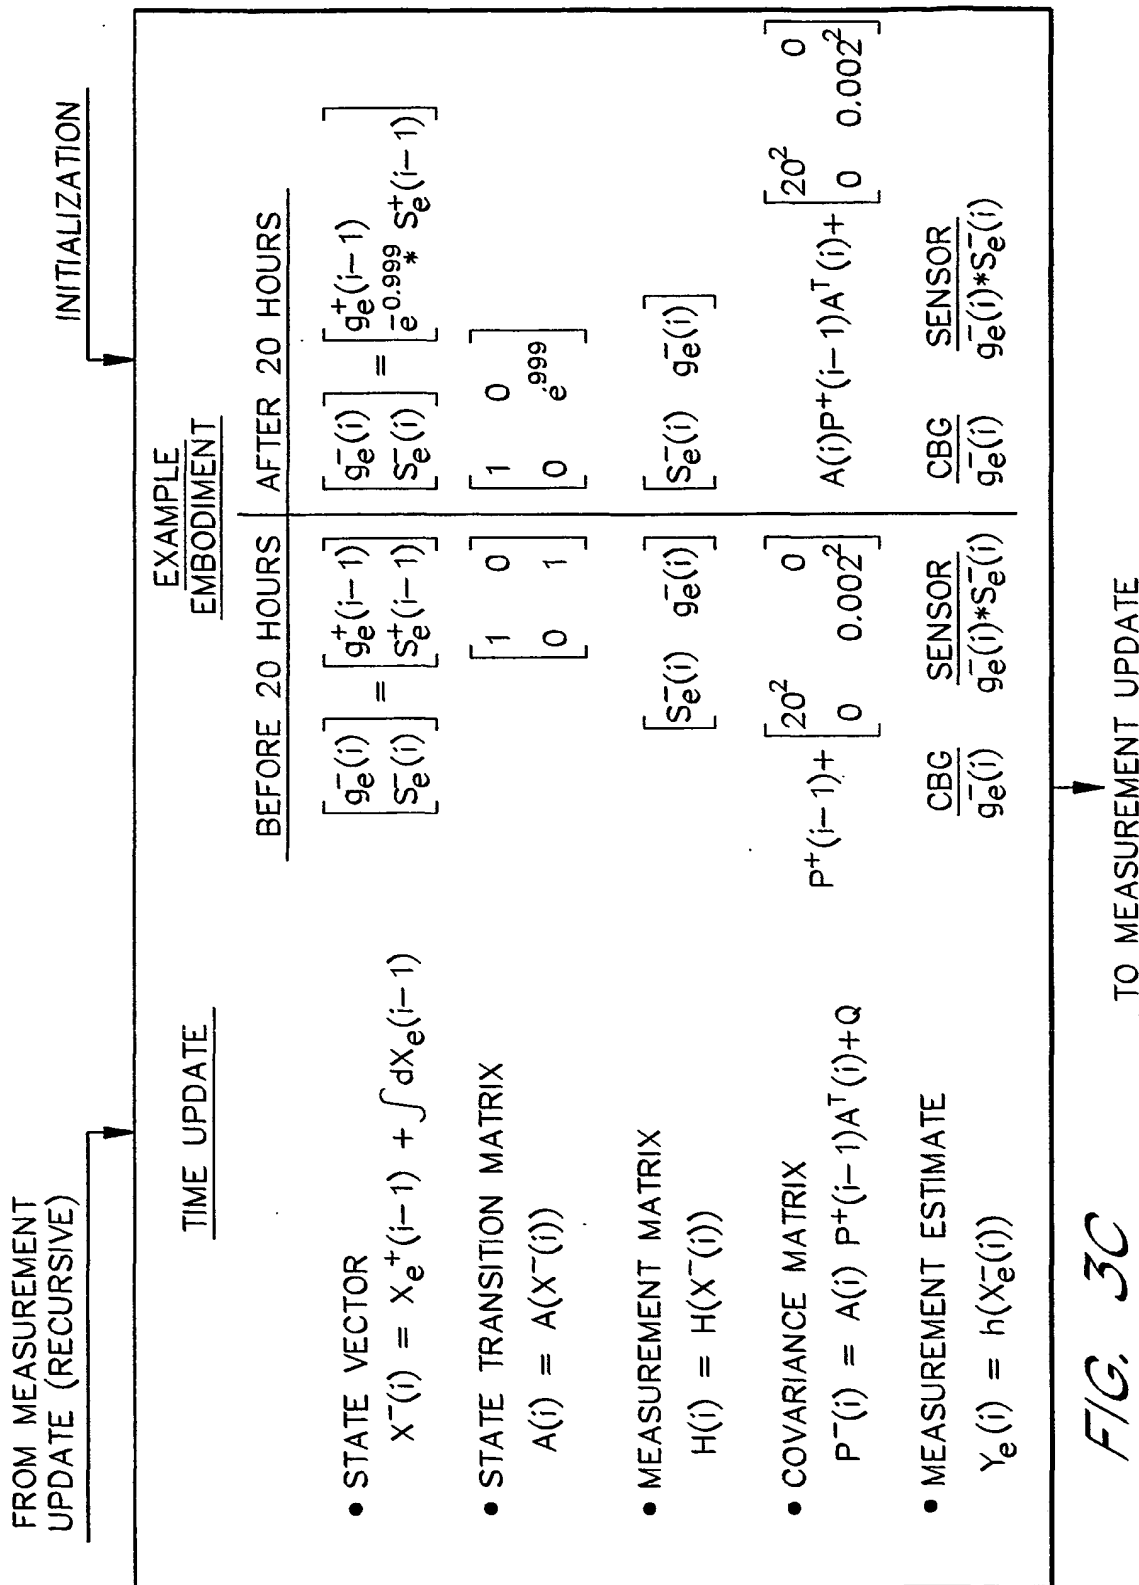 FROM MEASUREMENT
UPDATE (RECURSIVE)
INITIALIZATION
TIME UPDATE
EXAMPLE
EMBODIMENT
BEFORE 20 HOURS
AFTER 20 HOURS
• STATE VECTOR
X⁻(i) = Xe⁺(i−1) + ∫dXe(i−1)
[ge⁻(i)] = [ge⁺(i−1)]
[Se⁻(i)] [Se⁺(i−1)]
[ge⁻(i)] = [ge⁺(i−1)]
[Se⁻(i)] [e⁻⁰·⁹⁹⁹ * Se⁺(i−1)]
• STATE TRANSITION MATRIX
A(i) = A(X⁻(i))
[1 0]
[0 1]
[1 0]
[0 e·⁹⁹⁹]
• MEASUREMENT MATRIX
H(i) = H(X⁻(i))
[Se⁻(i) ge⁻(i)]
[Se⁻(i) ge⁻(i)]
• COVARIANCE MATRIX
P⁻(i) = A(i) P⁺(i−1)Aᵀ(i)+Q
P⁺(i−1)+ [20² 0]
[0 0.002²]
A(i)P⁺(i−1)Aᵀ(i)+ [20² 0]
[0 0.002²]
• MEASUREMENT ESTIMATE
Ye(i) = h(Xe⁻(i))
CBG SENSOR
ge⁻(i) ge⁻(i)*Se⁻(i)
CBG SENSOR
ge⁻(i) ge⁻(i)*Se⁻(i)
TO MEASUREMENT UPDATE
FIG. 3C